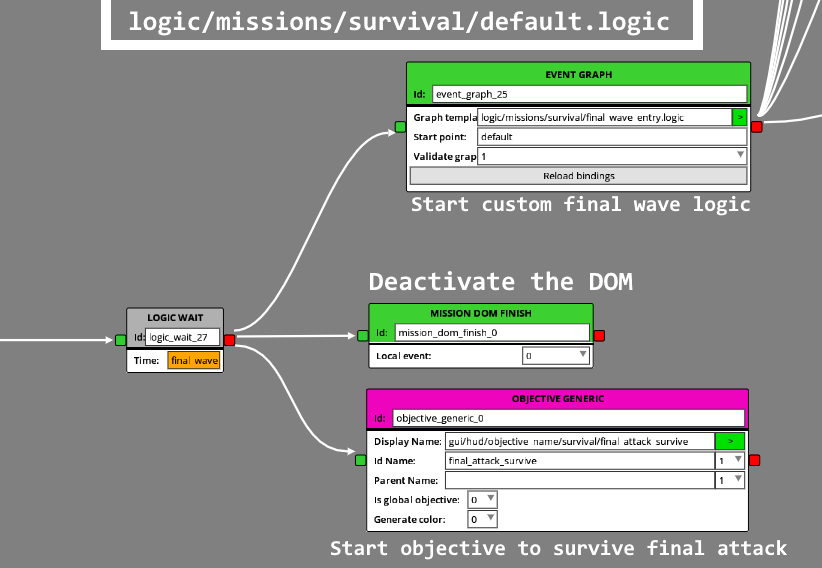 logic/missions/survival/default.logic
EVENT GRAPH
Id: event_graph_25
Graph templa logic/missions/survival/final_wave_entry.logic >
Start point: default
Validate grap 1
Reload bindings
Start custom final wave logic
Deactivate the DOM
MISSION DOM FINISH
Id: mission_dom_finish_0
Local event: 0
LOGIC WAIT
Id: logic_wait_27
Time: final_wave
OBJECTIVE GENERIC
Id: objective_generic_0
Display Name: gui/hud/objective_name/survival/final_attack_survive >
Id Name: final_attack_survive 1
Parent Name: 1
Is global objective: 0
Generate color: 0
Start objective to survive final attack